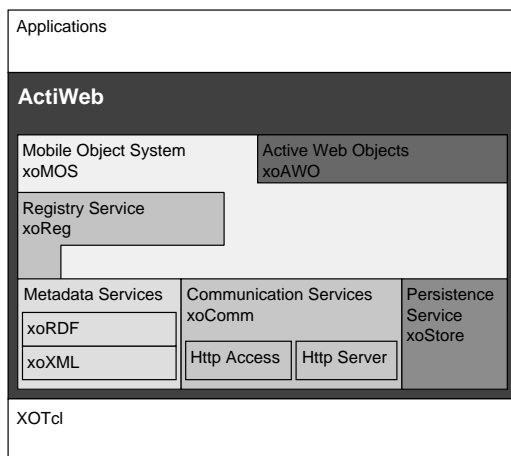 Applications
ActiWeb
Mobile Object System
xoMOS
Active Web Objects
xoAWO
Registry Service
xoReg
Metadata Services
xoRDF
xoXML
Communication Services
xoComm
Http Access
Http Server
Persistence
Service
xoStore
XOTcl